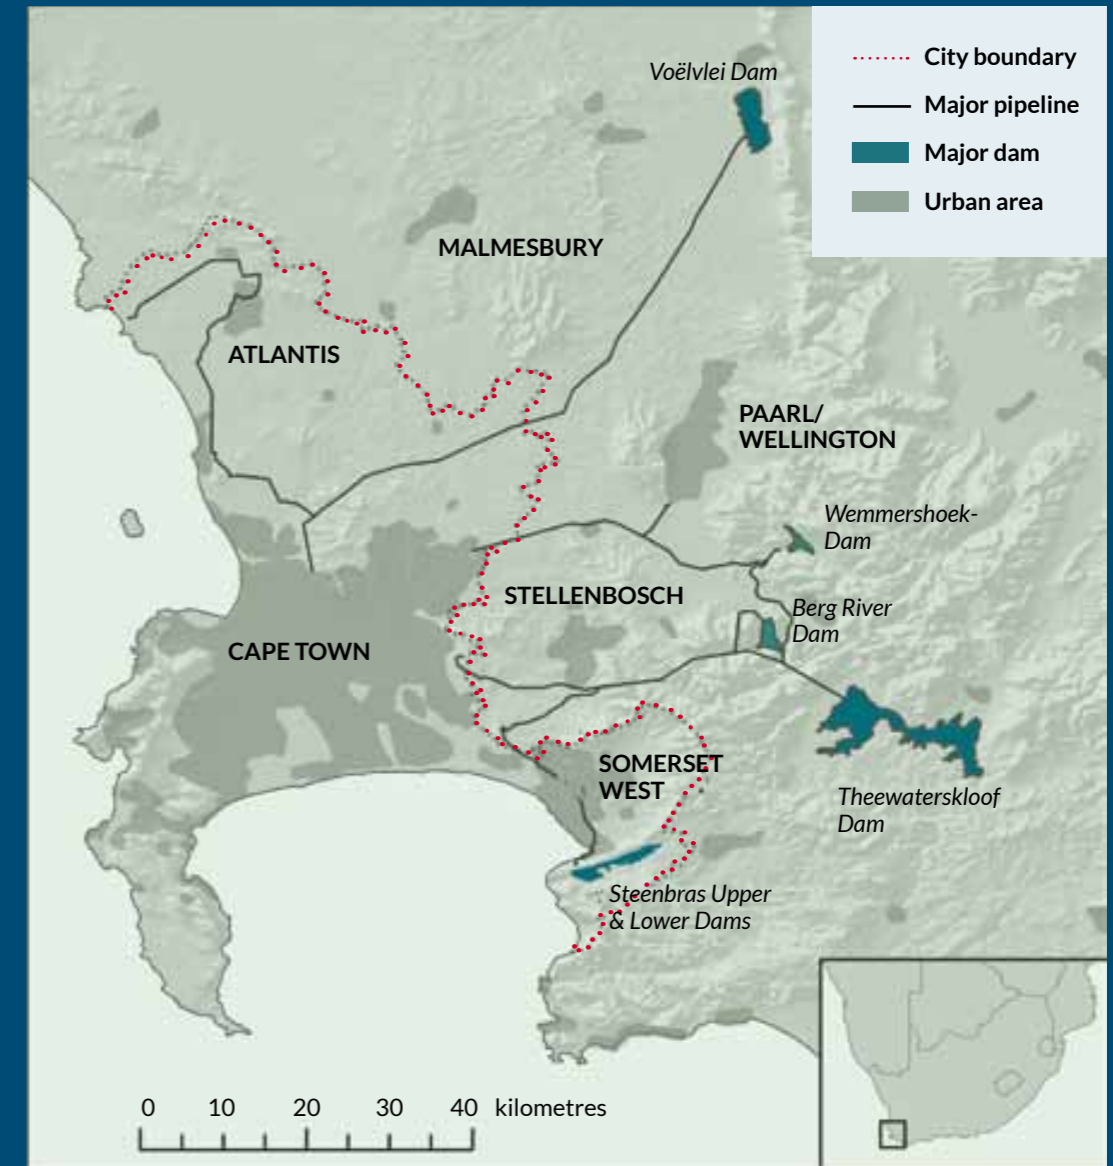 Voëlvlei Dam
City boundary
Major pipeline
Major dam
Urban area
MALMESBURY
ATLANTIS
PAARL/
WELLINGTON
Wemmershoek-
Dam
STELLENBOSCH
Berg River
Dam
CAPE TOWN
SOMERSET
WEST
Theewaterskloof
Dam
Steenbras Upper
& Lower Dams
0 10 20 30 40 kilometres